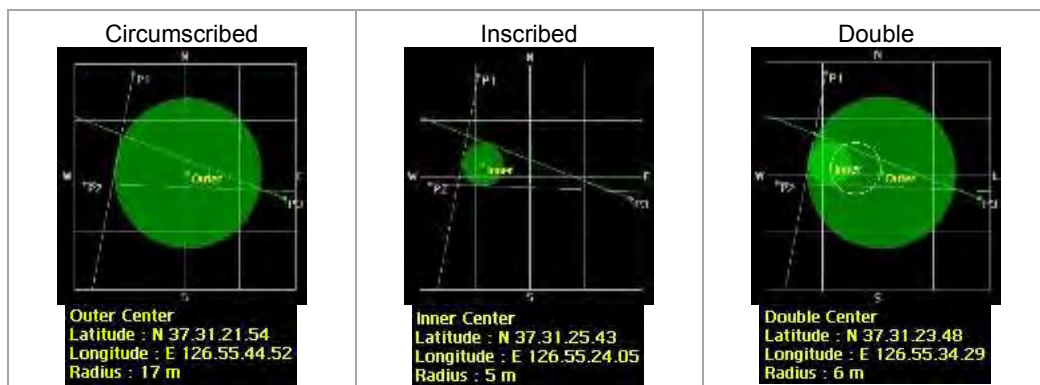 Circumscribed
N
P1
W
E
P2
Outer
P3
S
Outer Center
Latitude : N 37.31.21.54
Longitude : E 126.55.44.52
Radius : 17 m
Inscribed
N
P1
Inner
W
E
P2
P3
S
Inner Center
Latitude : N 37.31.25.43
Longitude : E 126.55.24.05
Radius : 5 m
Double
N
P1
Inner
W
Outer
P2
P3
S
Double Center
Latitude : N 37.31.23.48
Longitude : E 126.55.34.29
Radius : 6 m